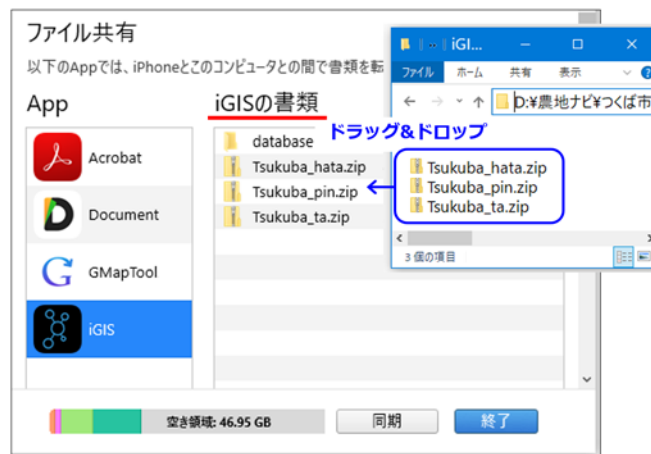 ファイル共有
以下のAppでは、iPhoneとこのコンピュータとの間で書類を転
App
iGISの書類
Acrobat
Document
GMapTool
iGIS
database
Tsukuba_hata.zip
Tsukuba_pin.zip
Tsukuba_ta.zip
ドラッグ&ドロップ
iGI...
ファイル ホーム 共有 表示
D:¥農地ナビ¥つくば市
Tsukuba_hata.zip
Tsukuba_pin.zip
Tsukuba_ta.zip
3 個の項目
空き領域: 46.95 GB
同期
終了